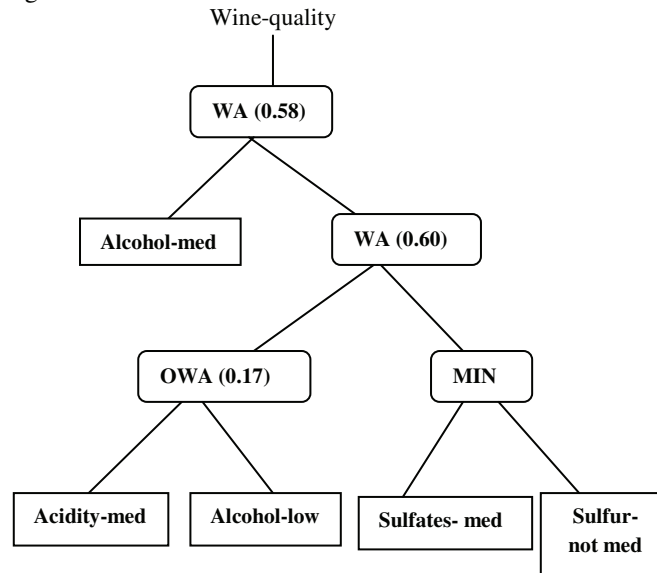 Wine-quality
WA (0.58)
Alcohol-med
WA (0.60)
OWA (0.17)
MIN
Acidity-med
Alcohol-low
Sulfates- med
Sulfur-
not med